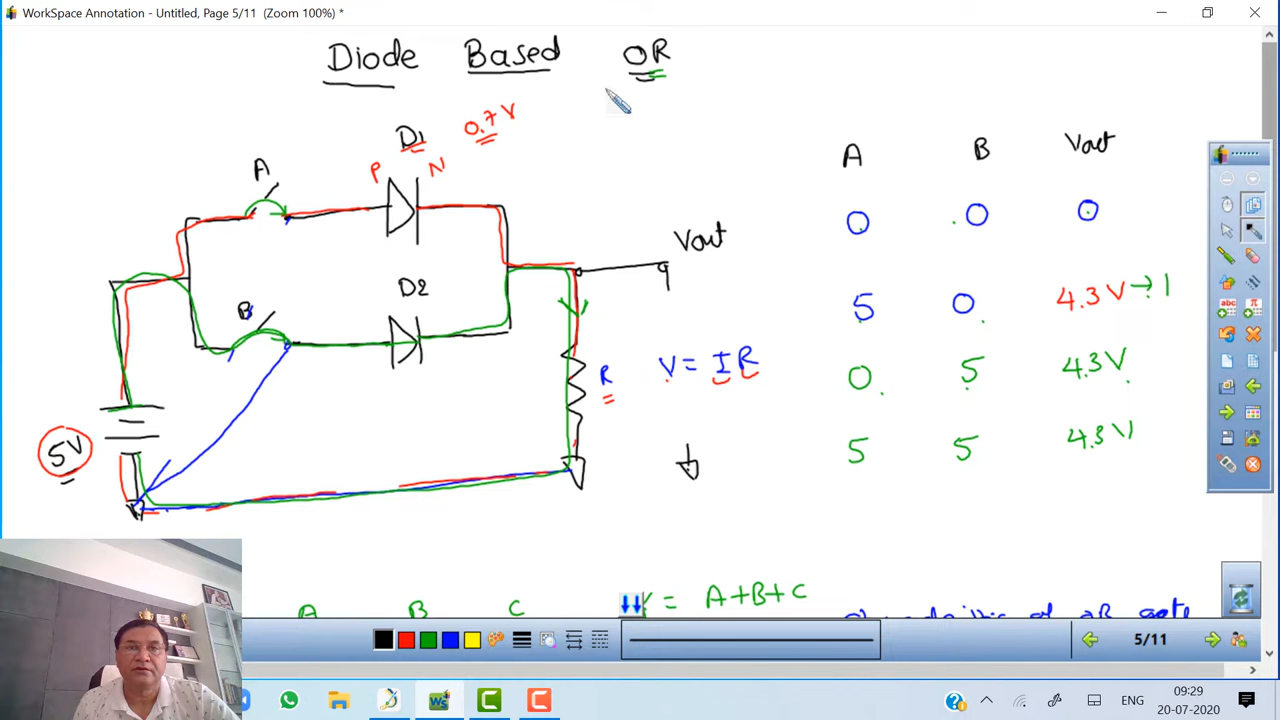 WorkSpace Annotation - Untitled, Page 5/11 (Zoom 100%) *
Diode Based OR
D1 0.7V
A P N
A B Vout
0 0 0
Vout
D2
B
5 0 4.3V → 1
R V = IR
0 5 4.3V
5V
5 5 4.3V
A B C = A+B+C
abc π
5/11
ENG 09:29
20-07-2020